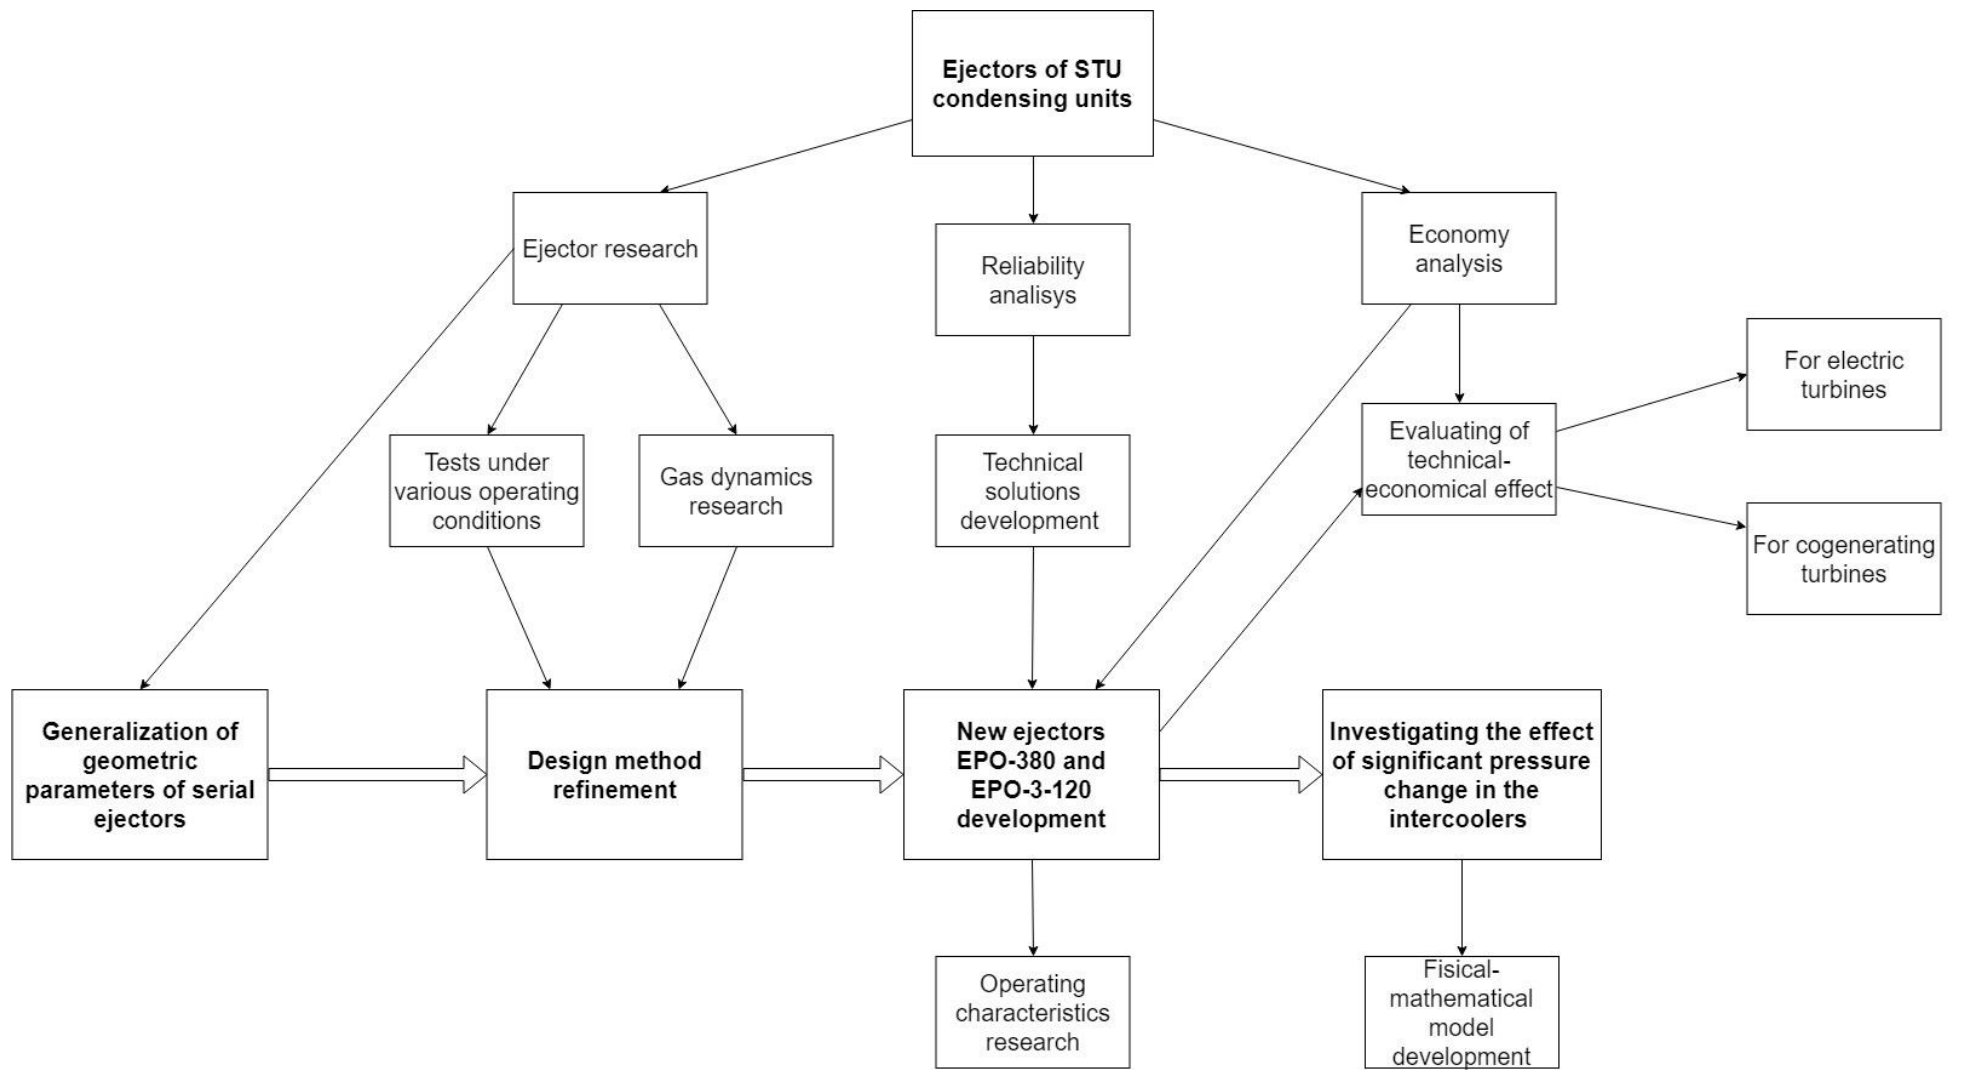 Ejectors of STU
condensing units
Ejector research
Reliability
analisys
Economy
analysis
For electric
turbines
Tests under
various operating
conditions
Gas dynamics
research
Technical
solutions
development
Evaluating of
technical-
economical effect
For cogenerating
turbines
Generalization of
geometric
parameters of serial
ejectors
Design method
refinement
New ejectors
EPO-380 and
EPO-3-120
development
Investigating the effect
of significant pressure
change in the
intercoolers
Operating
characteristics
research
Fisical-
mathematical
model
development